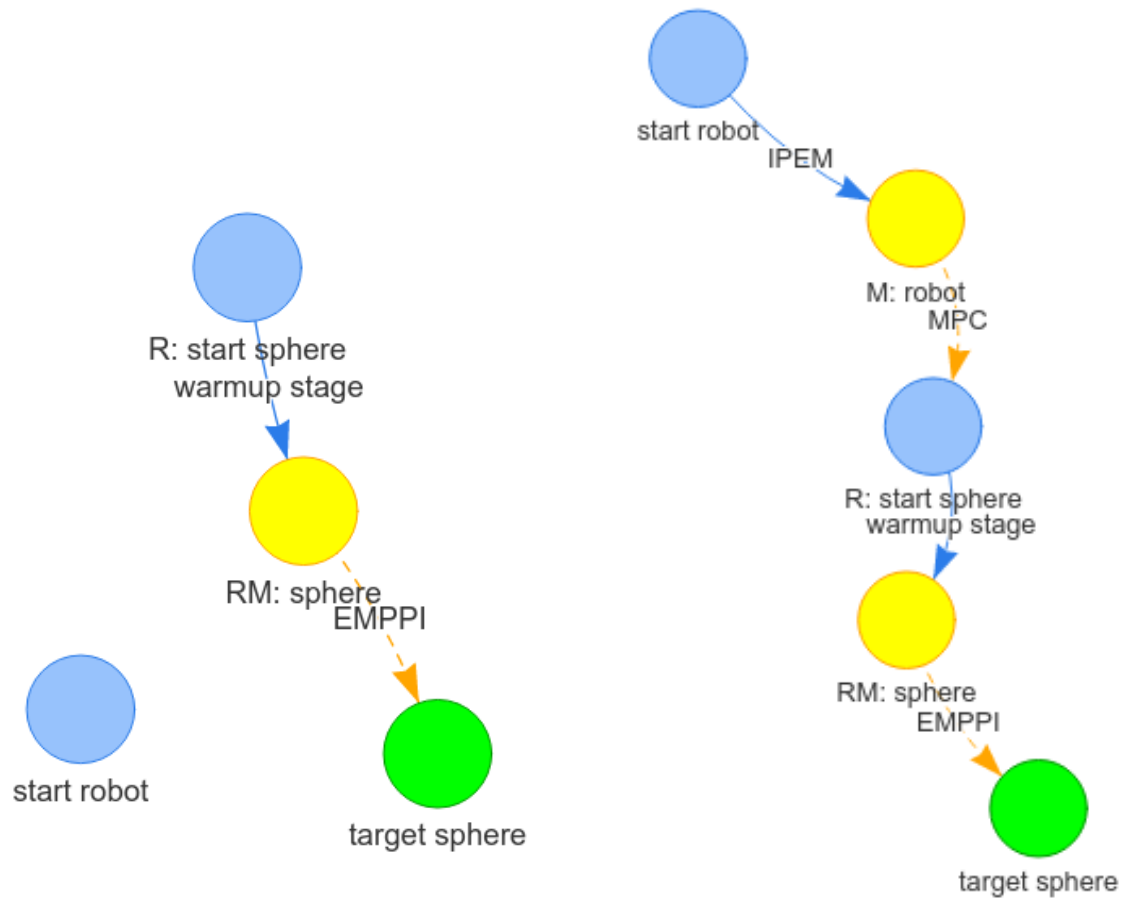 R: start sphere
warmup stage
RM: sphere
EMPPI
start robot
target sphere
start robot
IPEM
M: robot
MPC
R: start sphere
warmup stage
RM: sphere
EMPPI
target sphere